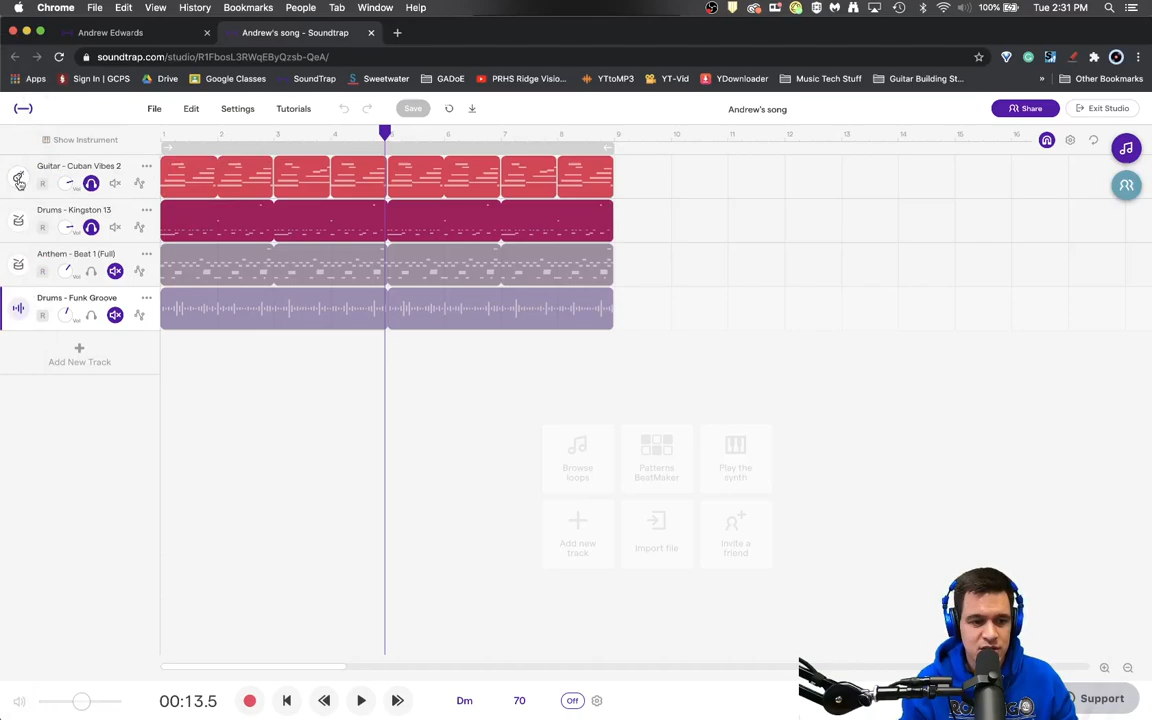 Chrome File Edit View History Bookmarks People Tab Window Help
100% Tue 2:31 PM
Andrew Edwards
Andrew's song - Soundtrap
soundtrap.com/studio/R1FbosL3RWqEByQzsb-QeA/
Apps Sign In | GCPS Drive Google Classes SoundTrap Sweetwater GADoE PRHS Ridge Vision... YTtoMP3 YT-Vid YDownloader Music Tech Stuff Guitar Building St... » Other Bookmarks
File Edit Settings Tutorials Save Andrew's song Share Exit Studio
Show Instrument
1 2 3 4 5 6 7 8 9 10 11 12 13 14 15 16
Guitar - Cuban Vibes 2
R Vol
Drums - Kingston 13
R Vol
Anthem - Beat 1 (Full)
R Vol
Drums - Funk Groove
R Vol
Add New Track
Browse loops
Patterns BeatMaker
Play the synth
Add new track
Import file
Invite a friend
00:13.5 Dm 70 Off
Support